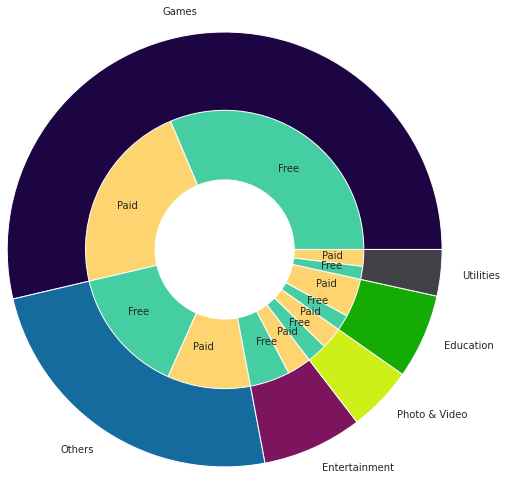 Games
Free
Paid
Paid
Free
Paid
Utilities
Free
Free
Paid
Free
Paid
Paid
Free
Education
Photo & Video
Others
Entertainment